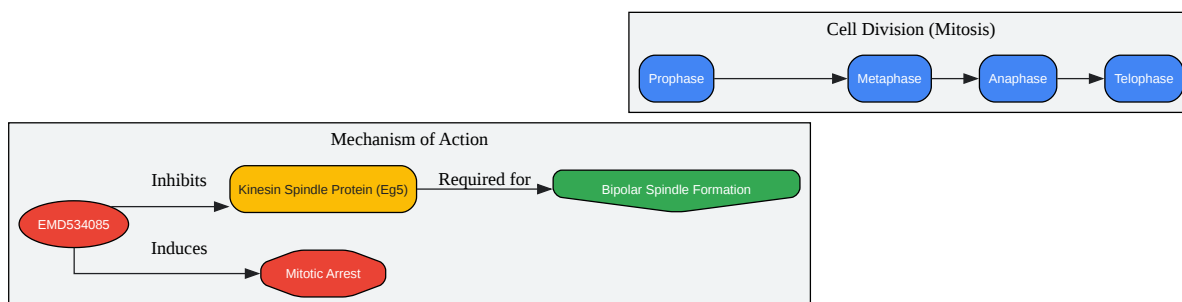 Cell Division (Mitosis)
Prophase
Metaphase
Anaphase
Telophase
Mechanism of Action
Inhibits
Kinesin Spindle Protein (Eg5)
Required for
Bipolar Spindle Formation
EMD534085
Induces
Mitotic Arrest